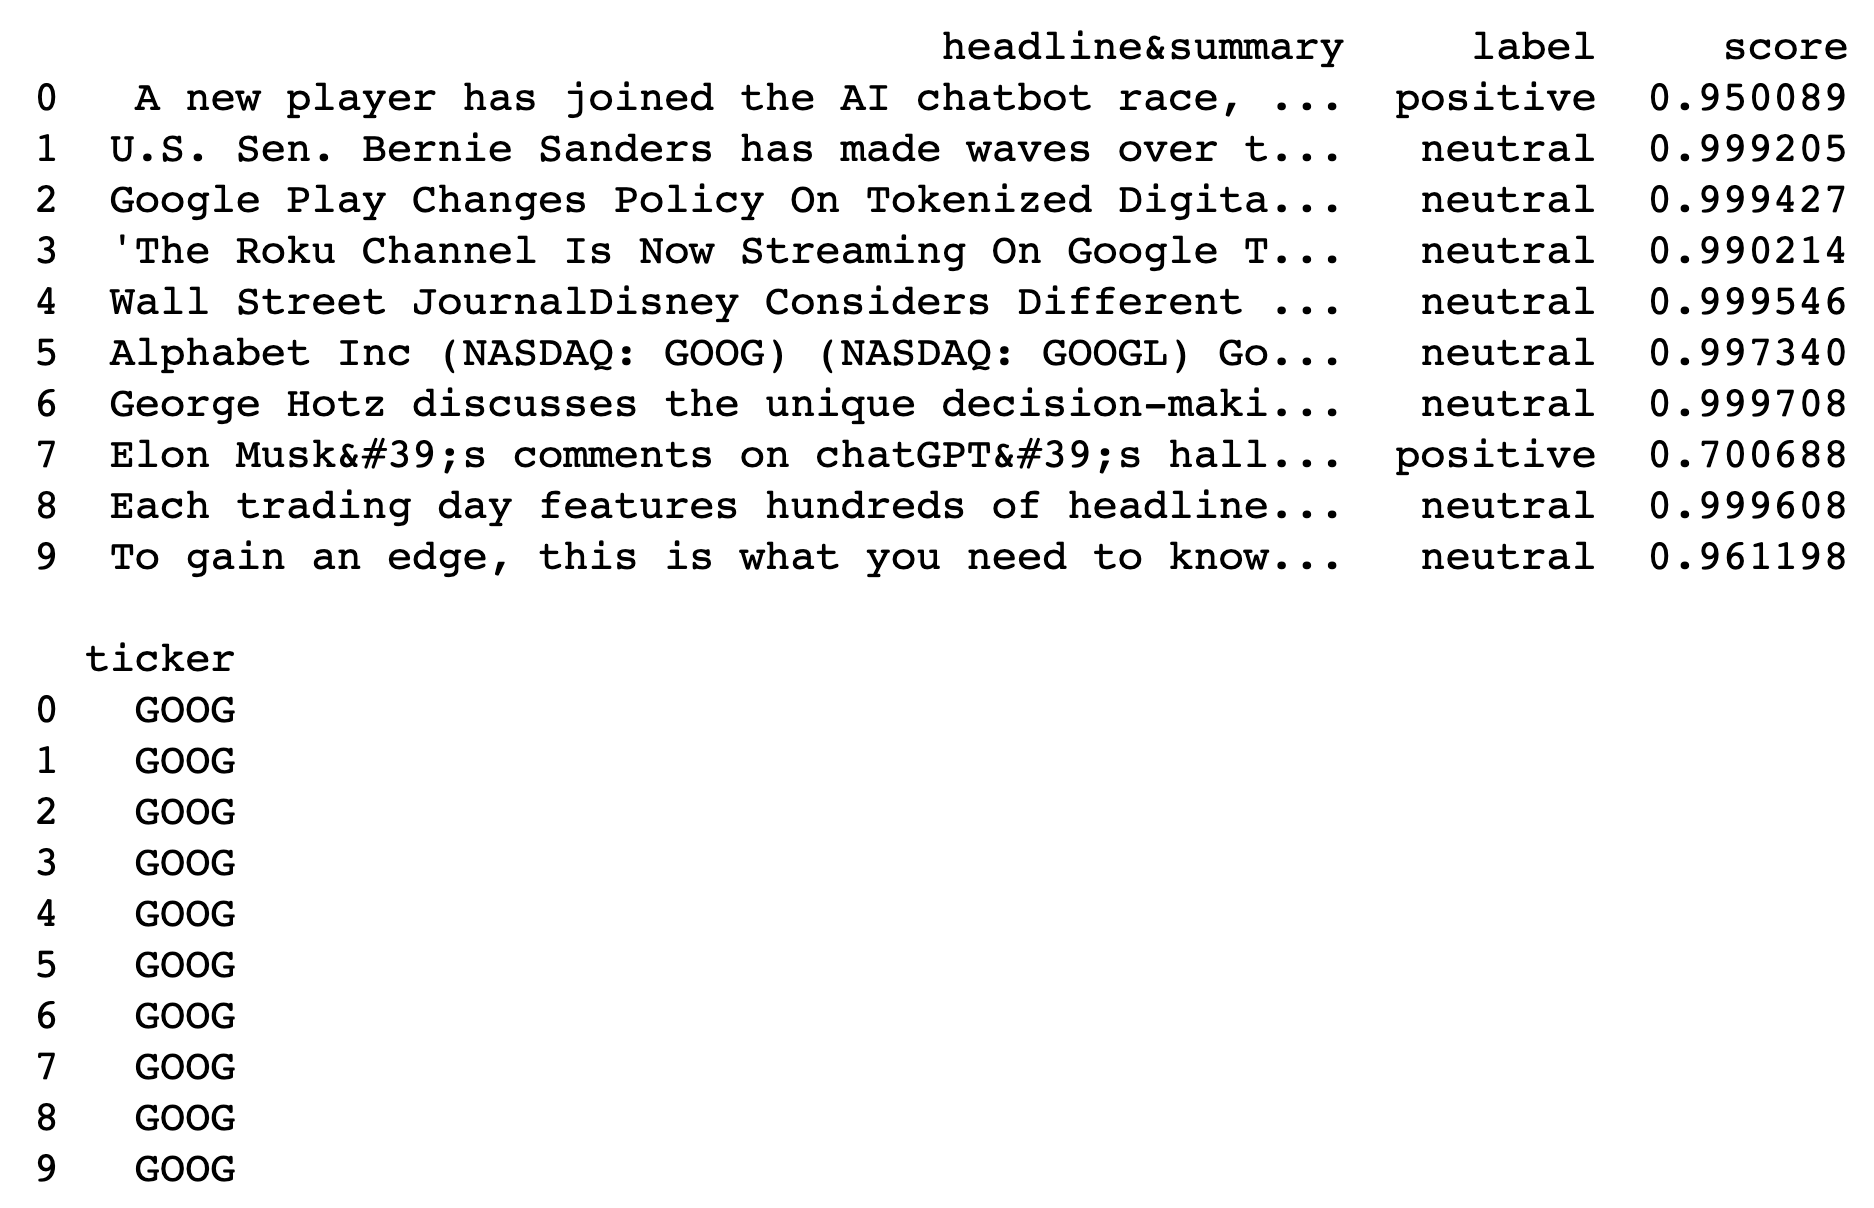 headline&summary label score
0 A new player has joined the AI chatbot race, ... positive 0.950089
1 U.S. Sen. Bernie Sanders has made waves over t... neutral 0.999205
2 Google Play Changes Policy On Tokenized Digita... neutral 0.999427
3 'The Roku Channel Is Now Streaming On Google T... neutral 0.990214
4 Wall Street JournalDisney Considers Different ... neutral 0.999546
5 Alphabet Inc (NASDAQ: GOOG) (NASDAQ: GOOGL) Go... neutral 0.997340
6 George Hotz discusses the unique decision-maki... neutral 0.999708
7 Elon Musk&#39;s comments on chatGPT&#39;s hall... positive 0.700688
8 Each trading day features hundreds of headline... neutral 0.999608
9 To gain an edge, this is what you need to know... neutral 0.961198
ticker
0 GOOG
1 GOOG
2 GOOG
3 GOOG
4 GOOG
5 GOOG
6 GOOG
7 GOOG
8 GOOG
9 GOOG